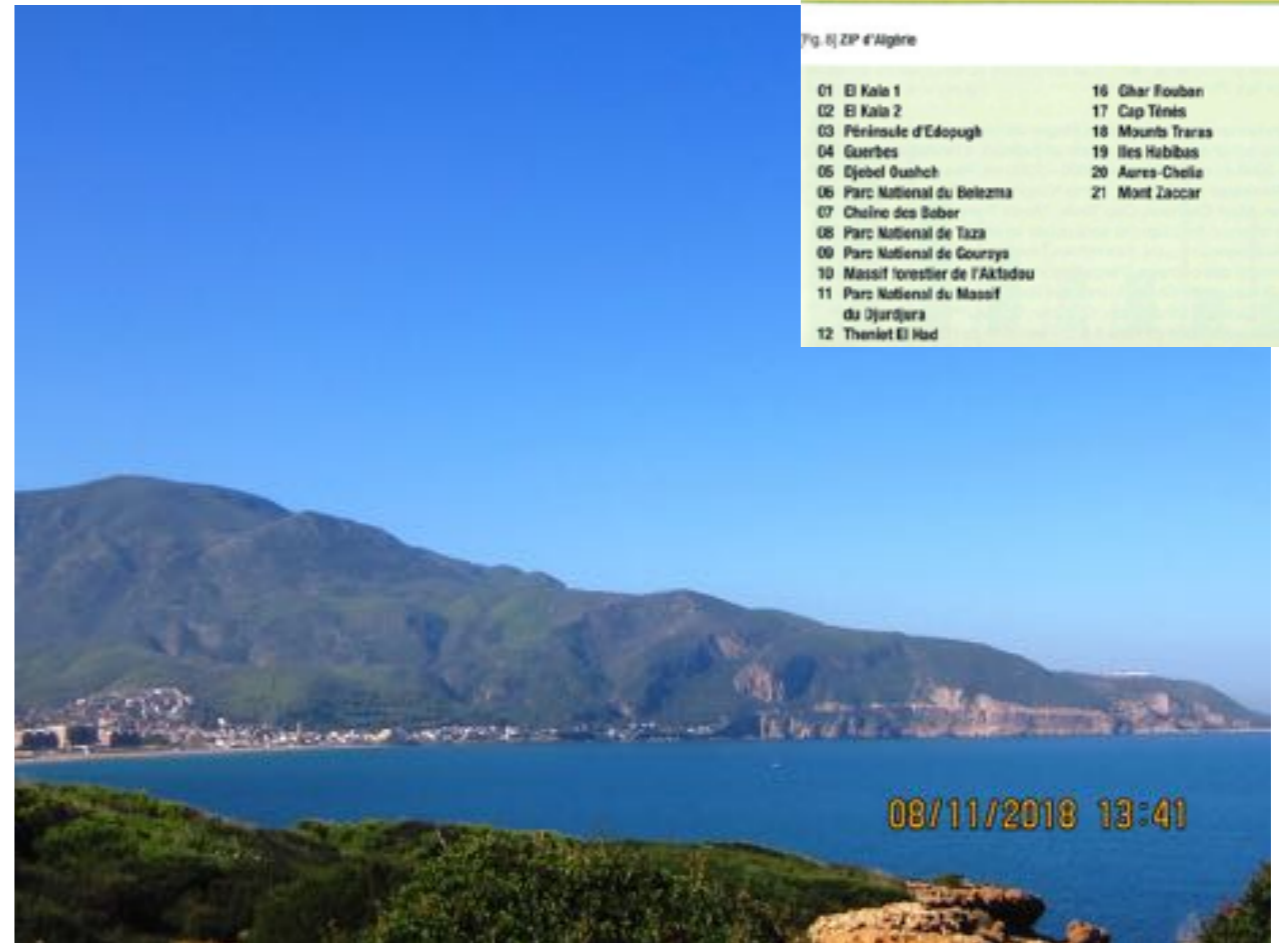 [Fig. 8] ZIP d'Algérie
01 El Kala 1
02 El Kala 2
03 Péninsule d'Edopugh
04 Guerbes
05 Djebel Ouahch
06 Parc National du Belezma
07 Chaîne des Babor
08 Parc National de Taza
09 Parc National de Gouraya
10 Massif forestier de l'Akfadou
11 Parc National du Massif
du Djurdjura
12 Theniet El Had
16 Ghar Rouban
17 Cap Ténès
18 Mounts Traras
19 Iles Habibas
20 Aures-Chelia
21 Mont Zaccar
08/11/2018 13:41